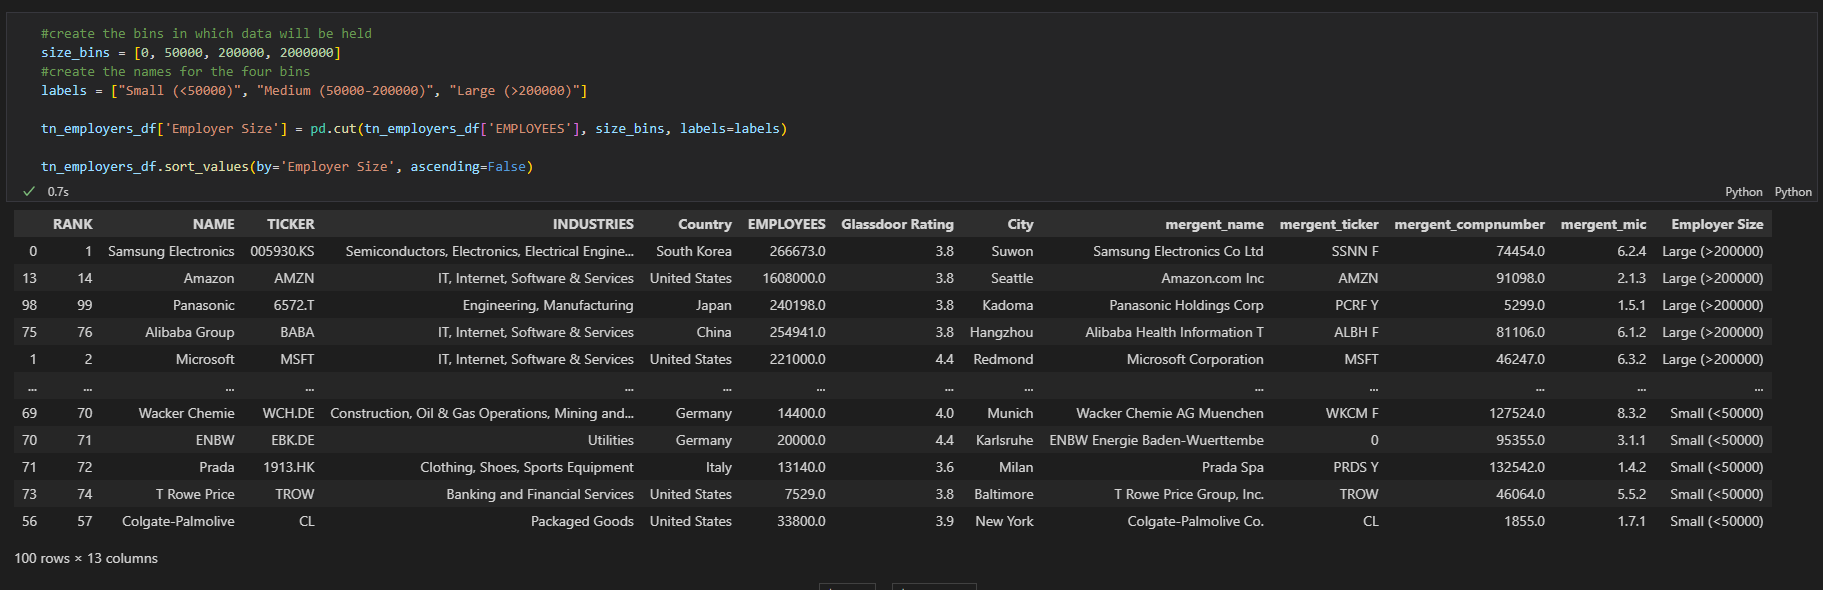 #create the bins in which data will be held
size_bins = [0, 50000, 200000, 2000000]
#create the names for the four bins
labels = ["Small (<50000)", "Medium (50000-200000)", "Large (>200000)"]
tn_employers_df['Employer Size'] = pd.cut(tn_employers_df['EMPLOYEES'], size_bins, labels=labels)
tn_employers_df.sort_values(by='Employer Size', ascending=False)
0.7s Python Python
RANK NAME TICKER INDUSTRIES Country EMPLOYEES Glassdoor Rating City mergent_name mergent_ticker mergent_compnumber mergent_mic Employer Size
0 1 Samsung Electronics 005930.KS Semiconductors, Electronics, Electrical Engine... South Korea 266673.0 3.8 Suwon Samsung Electronics Co Ltd SSNN F 74454.0 6.2.4 Large (>200000)
13 14 Amazon AMZN IT, Internet, Software & Services United States 1608000.0 3.8 Seattle Amazon.com Inc AMZN 91098.0 2.1.3 Large (>200000)
98 99 Panasonic 6572.T Engineering, Manufacturing Japan 240198.0 3.8 Kadoma Panasonic Holdings Corp PCRF Y 5299.0 1.5.1 Large (>200000)
75 76 Alibaba Group BABA IT, Internet, Software & Services China 254941.0 3.8 Hangzhou Alibaba Health Information T ALBH F 81106.0 6.1.2 Large (>200000)
1 2 Microsoft MSFT IT, Internet, Software & Services United States 221000.0 4.4 Redmond Microsoft Corporation MSFT 46247.0 6.3.2 Large (>200000)
... ... ... ... ... ... ... ... ... ... ... ... ... ...
69 70 Wacker Chemie WCH.DE Construction, Oil & Gas Operations, Mining and... Germany 14400.0 4.0 Munich Wacker Chemie AG Muenchen WKCM F 127524.0 8.3.2 Small (<50000)
70 71 ENBW EBK.DE Utilities Germany 20000.0 4.4 Karlsruhe ENBW Energie Baden-Wuerttembe 0 95355.0 3.1.1 Small (<50000)
71 72 Prada 1913.HK Clothing, Shoes, Sports Equipment Italy 13140.0 3.6 Milan Prada Spa PRDS Y 132542.0 1.4.2 Small (<50000)
73 74 T Rowe Price TROW Banking and Financial Services United States 7529.0 3.8 Baltimore T Rowe Price Group, Inc. TROW 46064.0 5.5.2 Small (<50000)
56 57 Colgate-Palmolive CL Packaged Goods United States 33800.0 3.9 New York Colgate-Palmolive Co. CL 1855.0 1.7.1 Small (<50000)
100 rows × 13 columns